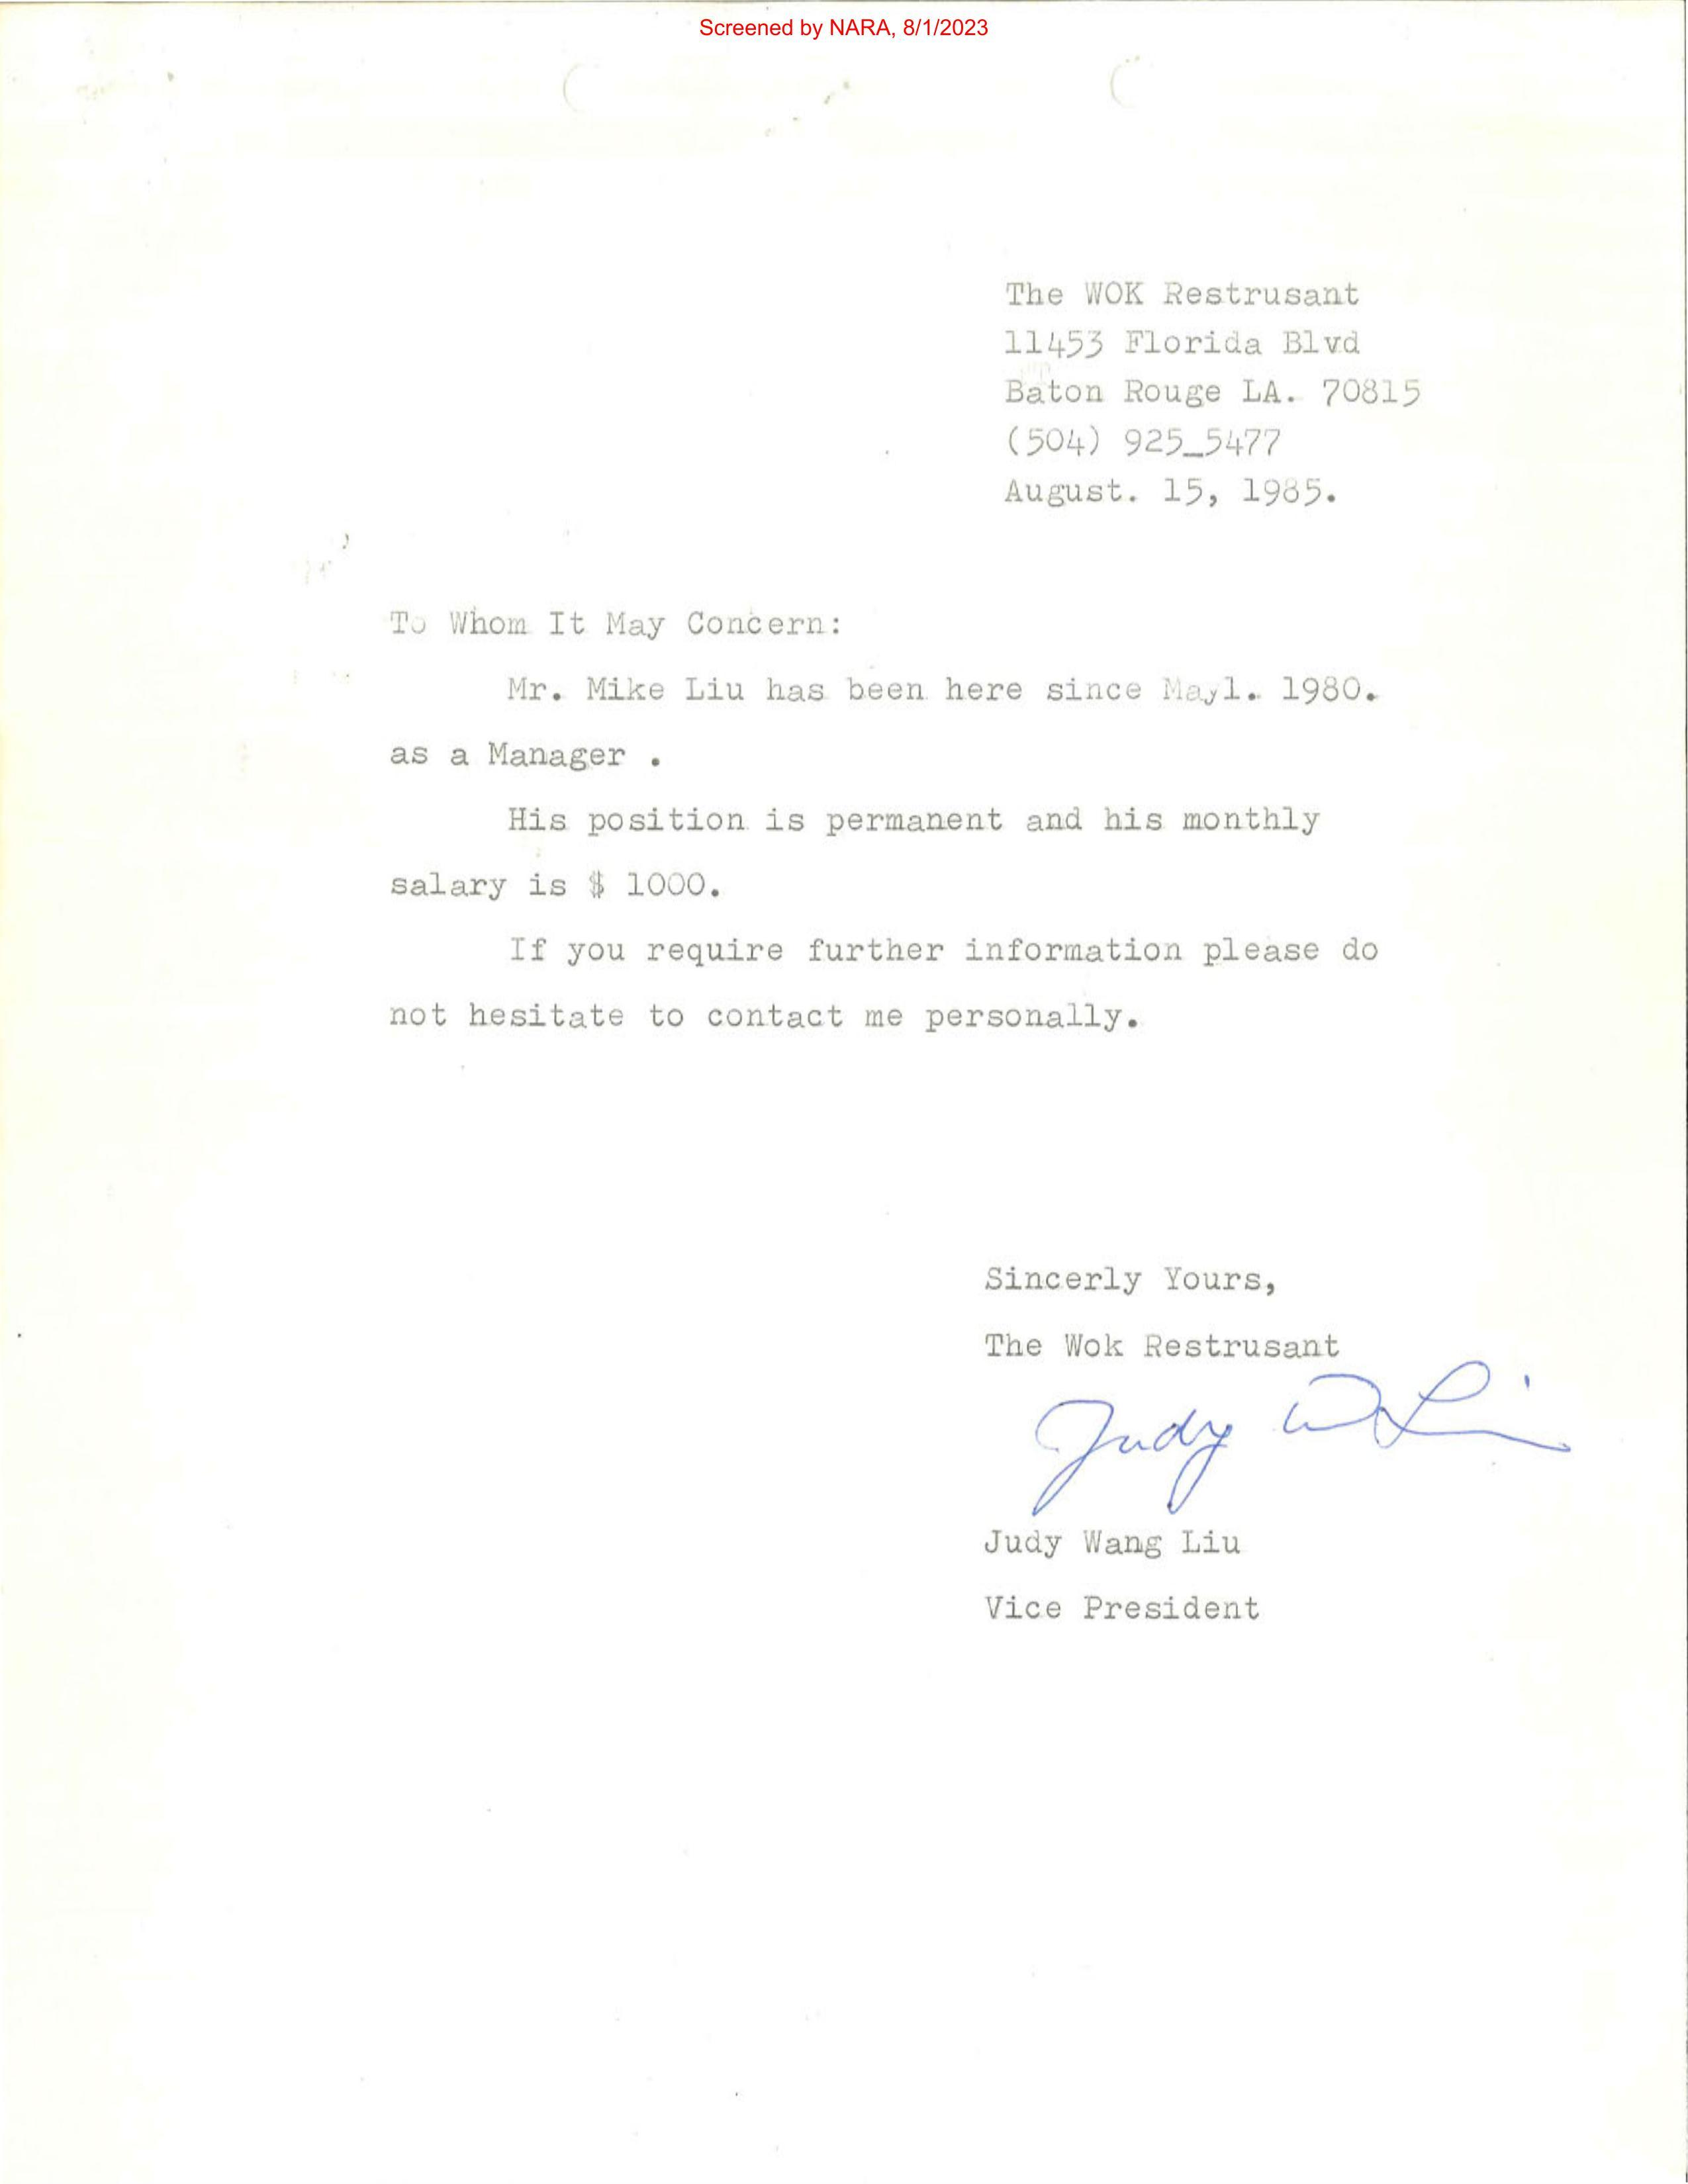 Screened by NARA, 8/1/2023
The WOK Restrusant
11453 Florida Blvd
Baton Rouge LA. 70815
(504) 925_5477
August. 15, 1985.
To Whom It May Concern:
Mr. Mike Liu has been here since May1. 1980.
as a Manager .
His position is permanent and his monthly
salary is $ 1000.
If you require further information please do
not hesitate to contact me personally.
Sincerly Yours,
The Wok Restrusant
Judy W Liu
Judy Wang Liu
Vice President